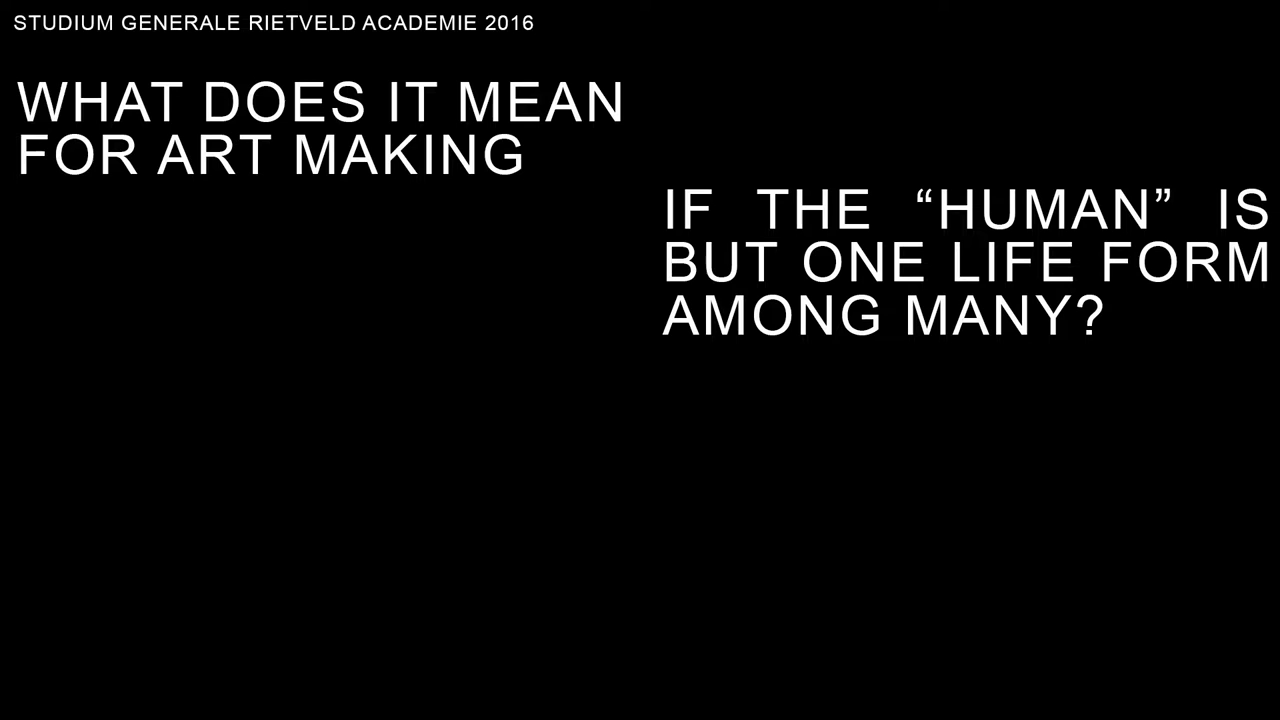 STUDIUM GENERALE RIETVELD ACADEMIE 2016
WHAT DOES IT MEAN
FOR ART MAKING
IF THE “HUMAN” IS
BUT ONE LIFE FORM
AMONG MANY?